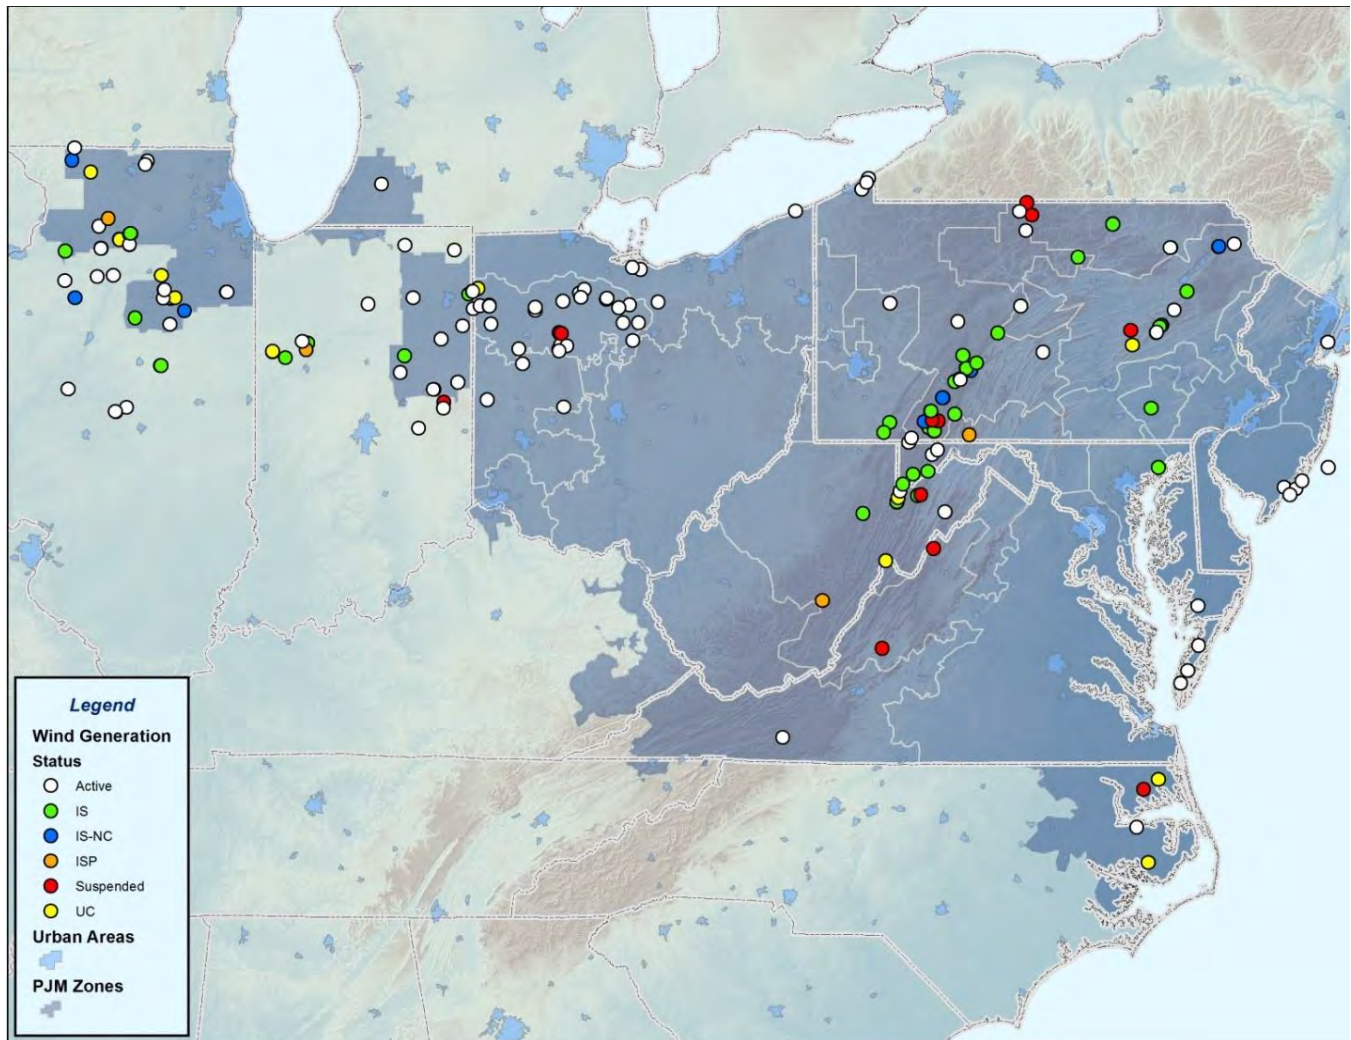 Legend
Wind Generation
Status
Active
IS
IS-NC
ISP
Suspended
UC
Urban Areas
PJM Zones